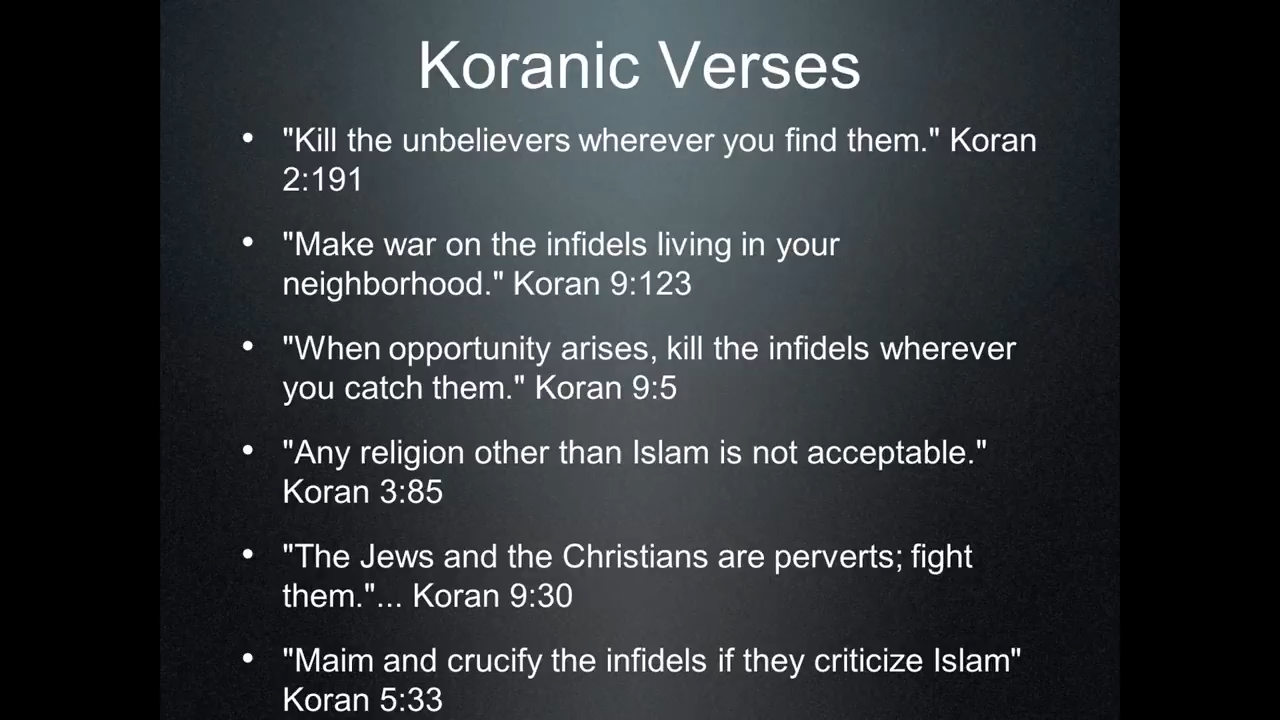 Koranic Verses
• "Kill the unbelievers wherever you find them." Koran
2:191
• "Make war on the infidels living in your
neighborhood." Koran 9:123
• "When opportunity arises, kill the infidels wherever
you catch them." Koran 9:5
• "Any religion other than Islam is not acceptable."
Koran 3:85
• "The Jews and the Christians are perverts; fight
them."... Koran 9:30
• "Maim and crucify the infidels if they criticize Islam"
Koran 5:33